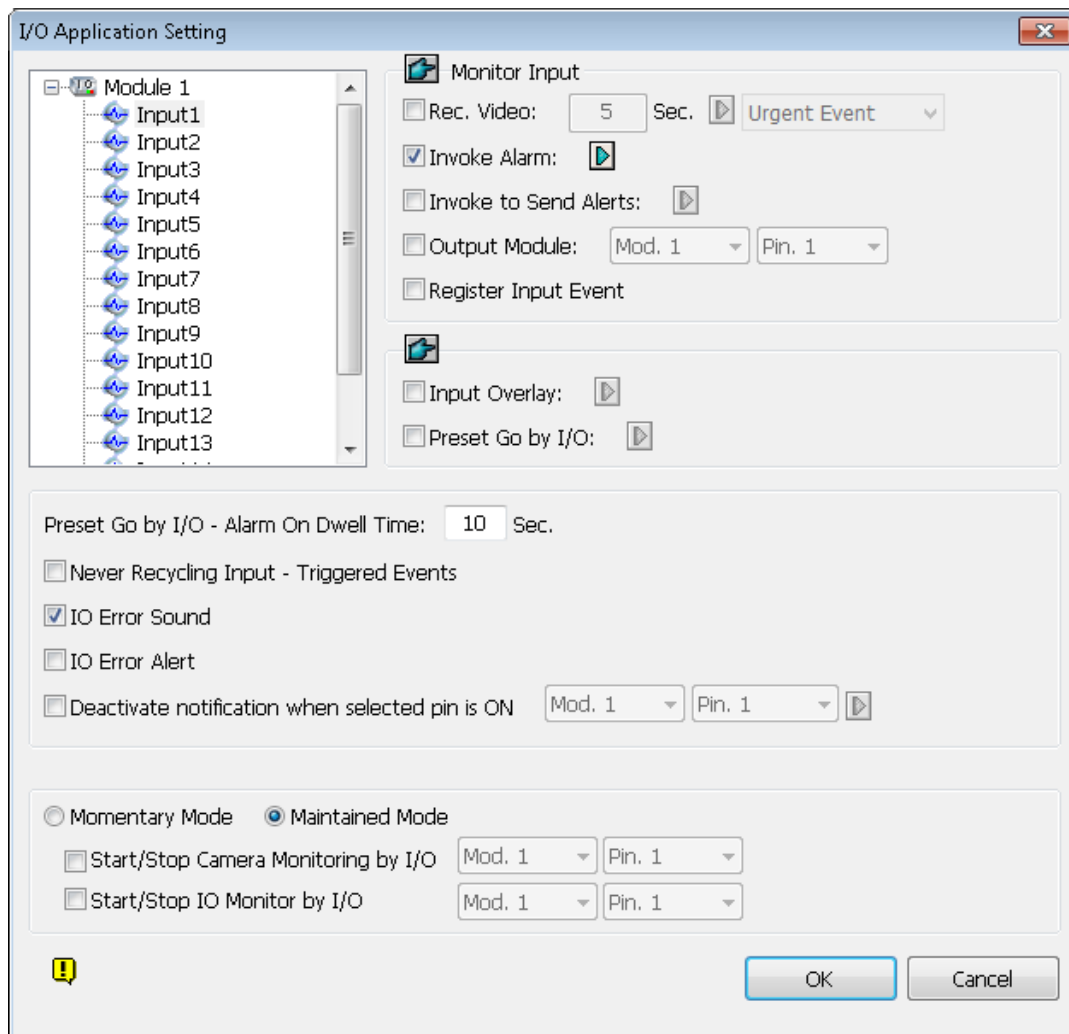 I/O Application Setting
Module 1
Input1
Input2
Input3
Input4
Input5
Input6
Input7
Input8
Input9
Input10
Input11
Input12
Input13
Monitor Input
Rec. Video: 5 Sec. Urgent Event
Invoke Alarm:
Invoke to Send Alerts:
Output Module: Mod. 1 Pin. 1
Register Input Event
Input Overlay:
Preset Go by I/O:
Preset Go by I/O - Alarm On Dwell Time: 10 Sec.
Never Recycling Input - Triggered Events
IO Error Sound
IO Error Alert
Deactivate notification when selected pin is ON Mod. 1 Pin. 1
Momentary Mode Maintained Mode
Start/Stop Camera Monitoring by I/O Mod. 1 Pin. 1
Start/Stop IO Monitor by I/O Mod. 1 Pin. 1
OK Cancel